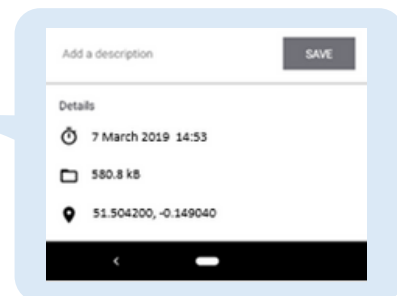 Add a description
SAVE
Details
7 March 2019 14:53
580.8 kB
51.504200, -0.149040